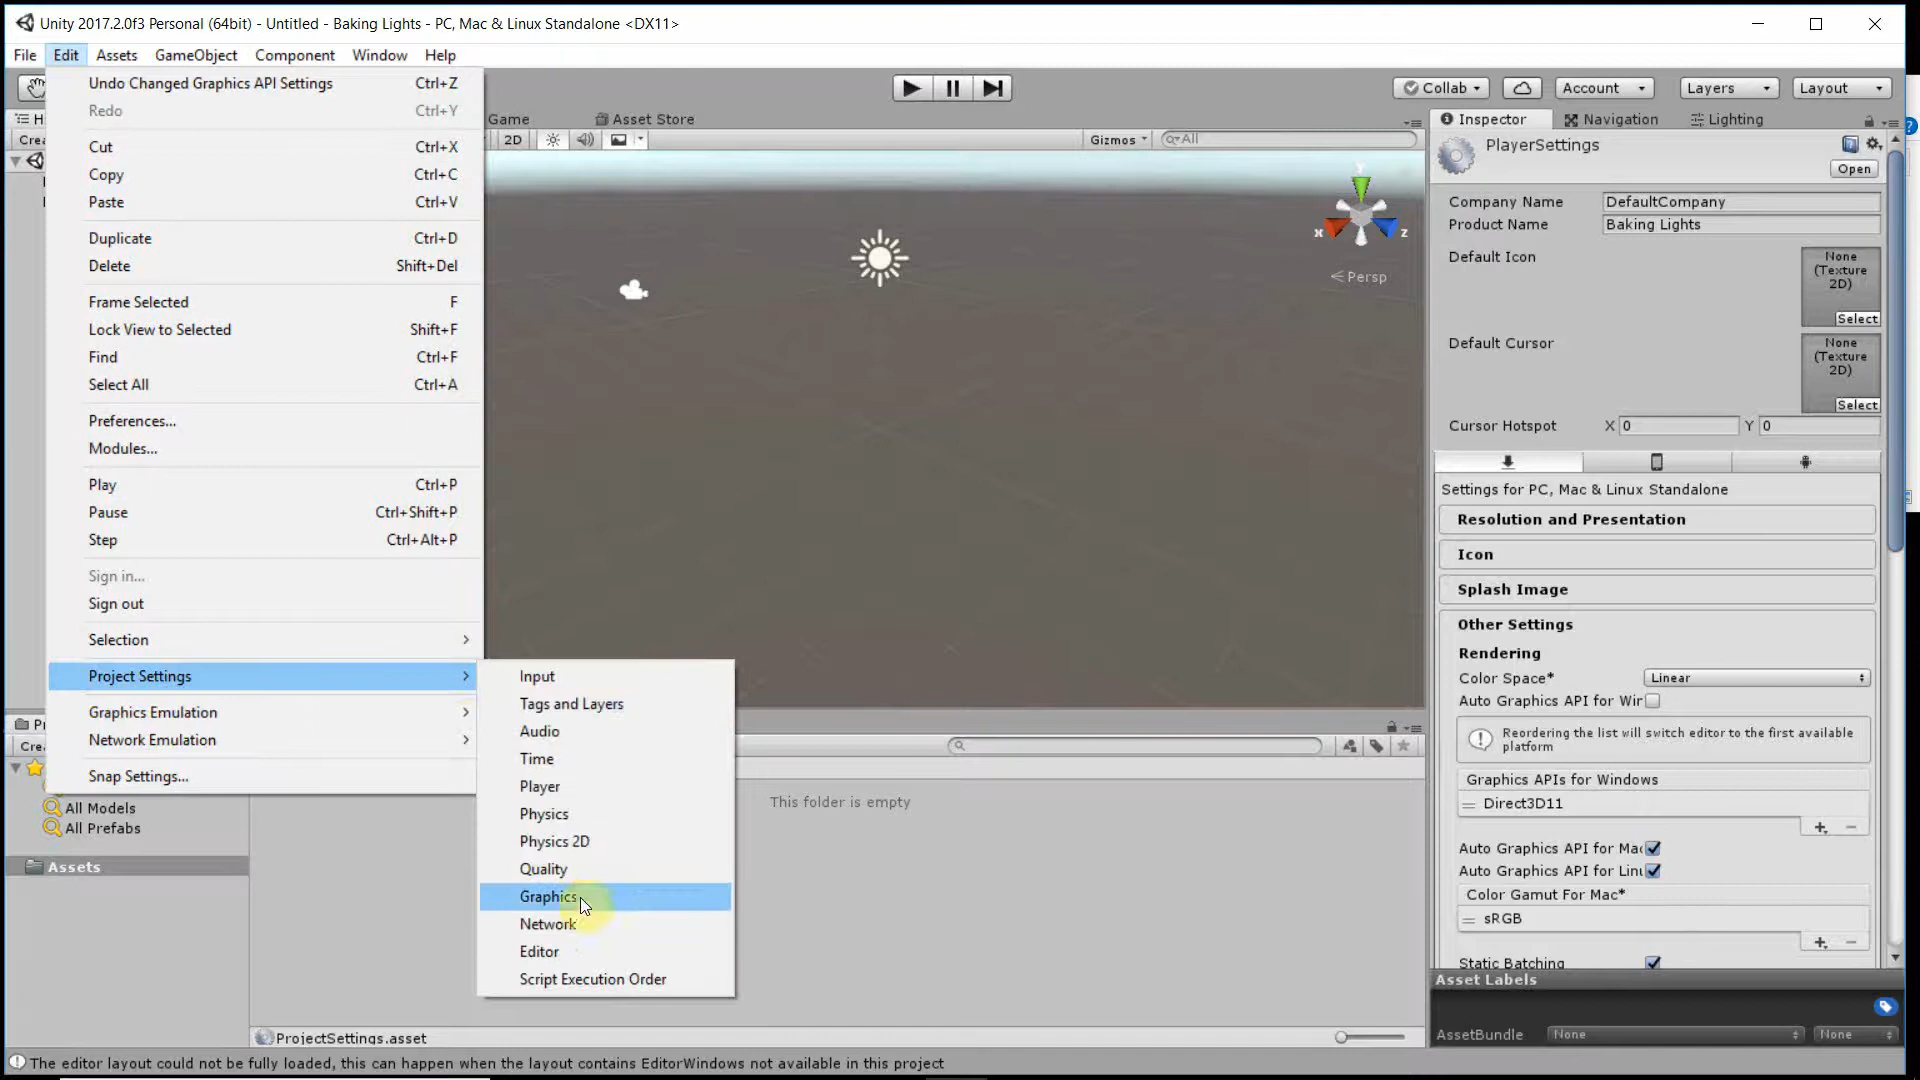 Unity 2017.2.0f3 Personal (64bit) - Untitled - Baking Lights - PC, Mac & Linux Standalone <DX11>
File Edit Assets GameObject Component Window Help
Undo Changed Graphics API Settings Ctrl+Z
Redo Ctrl+Y
Cut Ctrl+X
Copy Ctrl+C
Paste Ctrl+V
Duplicate Ctrl+D
Delete Shift+Del
Frame Selected F
Lock View to Selected Shift+F
Find Ctrl+F
Select All Ctrl+A
Preferences...
Modules...
Play Ctrl+P
Pause Ctrl+Shift+P
Step Ctrl+Alt+P
Sign in...
Sign out
Selection
Project Settings
Graphics Emulation
Network Emulation
Snap Settings...
Input
Tags and Layers
Audio
Time
Player
Physics
Physics 2D
Quality
Graphics
Network
Editor
Script Execution Order
Collab Account Layers Layout
Game Asset Store
2D Gizmos All
X Z
Persp
All Models
All Prefabs
Assets
This folder is empty
ProjectSettings.asset
Inspector Navigation Lighting
PlayerSettings
Open
Company Name DefaultCompany
Product Name Baking Lights
Default Icon None (Texture 2D)
Select
Default Cursor None (Texture 2D)
Select
Cursor Hotspot X 0 Y 0
Settings for PC, Mac & Linux Standalone
Resolution and Presentation
Icon
Splash Image
Other Settings
Rendering
Color Space* Linear
Auto Graphics API for Win
Reordering the list will switch editor to the first available
platform
Graphics APIs for Windows
= Direct3D11
+ −
Auto Graphics API for Mac
Auto Graphics API for Linu
Color Gamut For Mac*
= sRGB
+ −
Static Batching
Asset Labels
AssetBundle None None
The editor layout could not be fully loaded, this can happen when the layout contains EditorWindows not available in this project